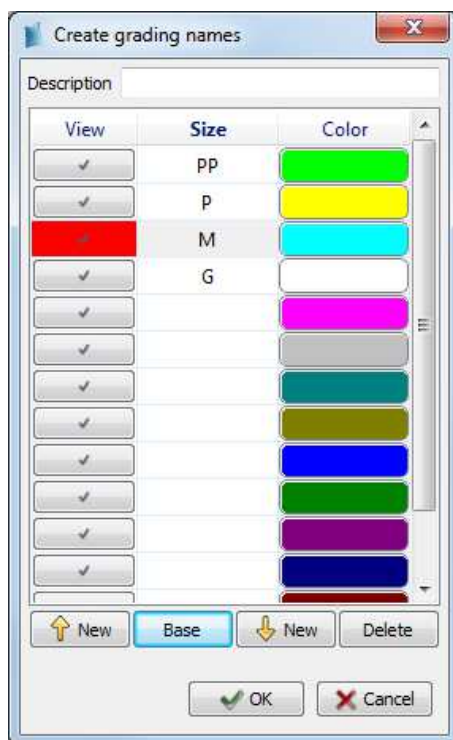 Create grading names
Description
View Size Color
PP
P
M
G
New Base New Delete
OK Cancel